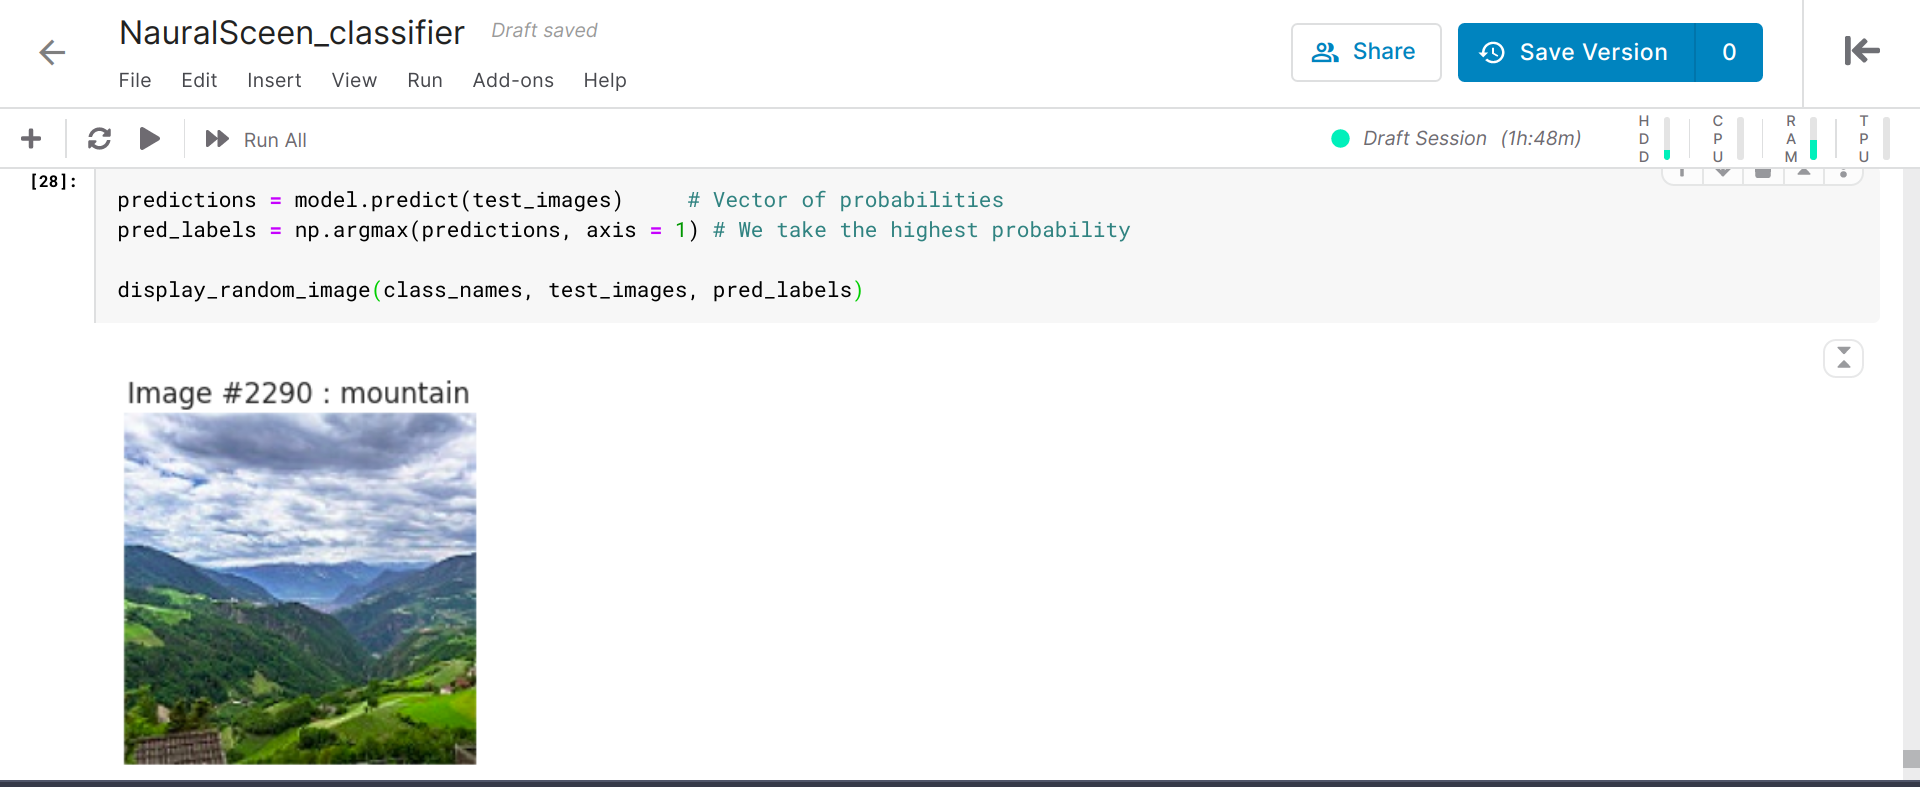 NauralSceen_classifier Draft saved
File Edit Insert View Run Add-ons Help
Share
Save Version 0
Run All
Draft Session (1h:48m)
HDD
CPU
RAM
TPU
[28]:
predictions = model.predict(test_images)     # Vector of probabilities
pred_labels = np.argmax(predictions, axis = 1) # We take the highest probability
display_random_image(class_names, test_images, pred_labels)
Image #2290 : mountain